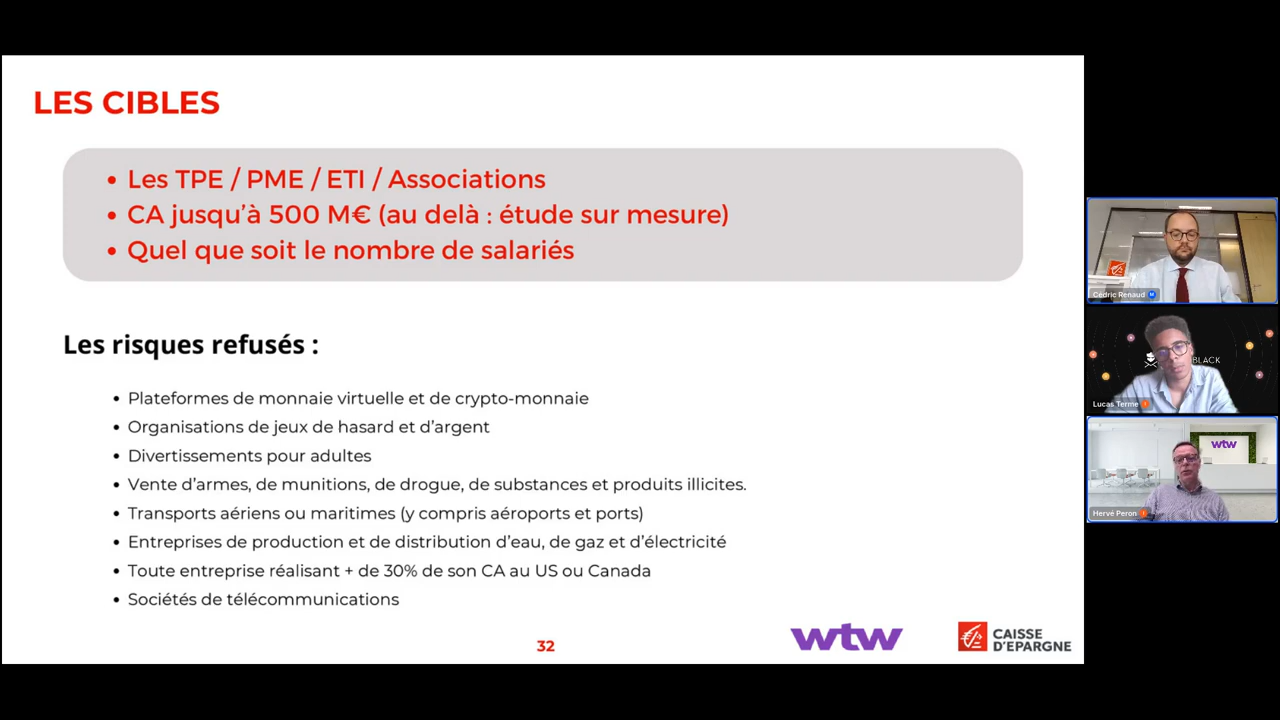 LES CIBLES
• Les TPE / PME / ETI / Associations
• CA jusqu'à 500 M€ (au delà : étude sur mesure)
• Quel que soit le nombre de salariés
Les risques refusés :
• Plateformes de monnaie virtuelle et de crypto-monnaie
• Organisations de jeux de hasard et d'argent
• Divertissements pour adultes
• Vente d'armes, de munitions, de drogue, de substances et produits illicites.
• Transports aériens ou maritimes (y compris aéroports et ports)
• Entreprises de production et de distribution d'eau, de gaz et d'électricité
• Toute entreprise réalisant + de 30% de son CA au US ou Canada
• Sociétés de télécommunications
32
wtw
CAISSE
D'EPARGNE
Cédric Renaud
BLACK
Lucas Terme
wtw
Hervé Peron